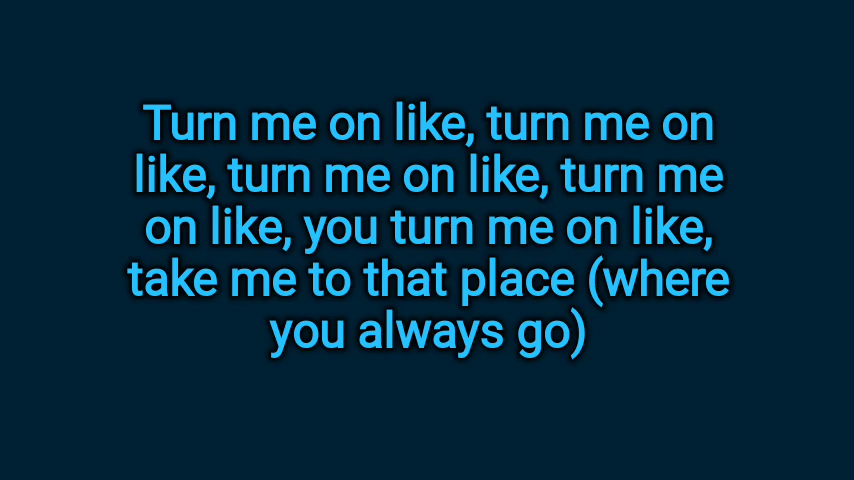 Turn me on like, turn me on
like, turn me on like, turn me
on like, you turn me on like,
take me to that place (where
you always go)